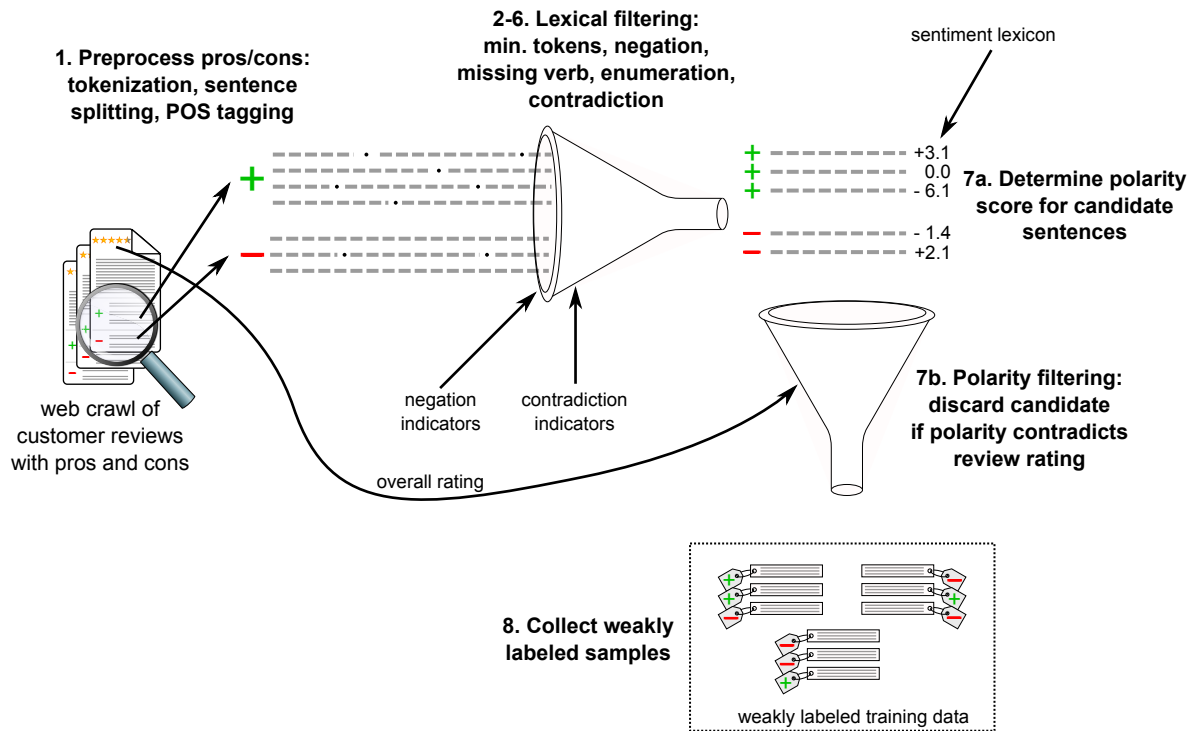 1. Preprocess pros/cons:
tokenization, sentence
splitting, POS tagging
2-6. Lexical filtering:
min. tokens, negation,
missing verb, enumeration,
contradiction
sentiment lexicon
+3.1
0.0
- 6.1
- 1.4
+2.1
7a. Determine polarity
score for candidate
sentences
web crawl of
customer reviews
with pros and cons
negation
indicators
contradiction
indicators
overall rating
7b. Polarity filtering:
discard candidate
if polarity contradicts
review rating
8. Collect weakly
labeled samples
weakly labeled training data